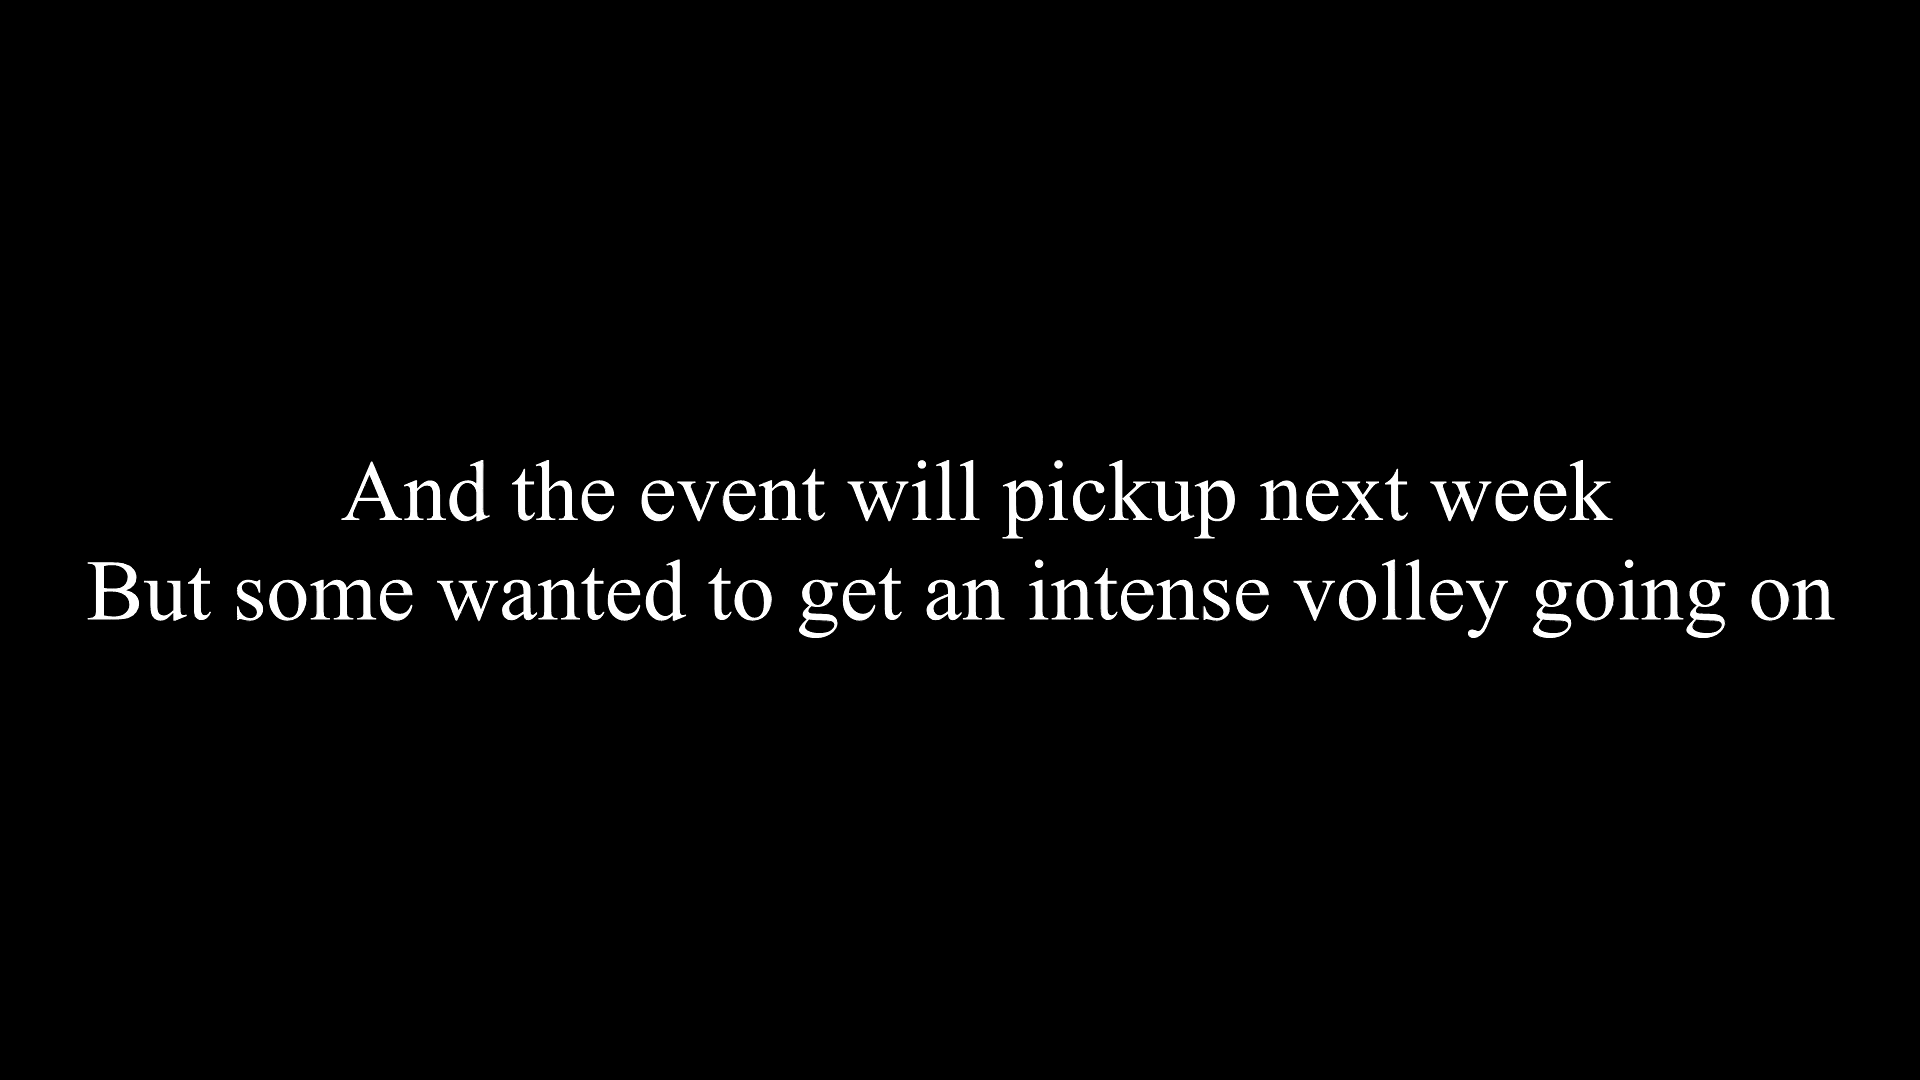 And the event will pickup next week
But some wanted to get an intense volley going on